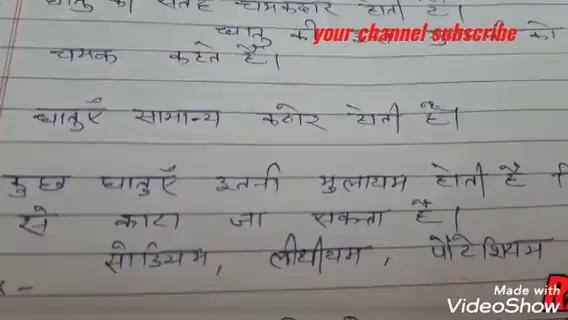 धातु की सतह चमकदार होती है।
धातु की
your channel subscribe
को
चमक कहते हैं।
धातुएँ सामान्य कठोर होती हैं।
कुछ धातुएँ इतनी मुलायम होती है
से काटा जा सकता है।
सोडियम, लीथीयम, पोटेशियम
Made with
VideoShow